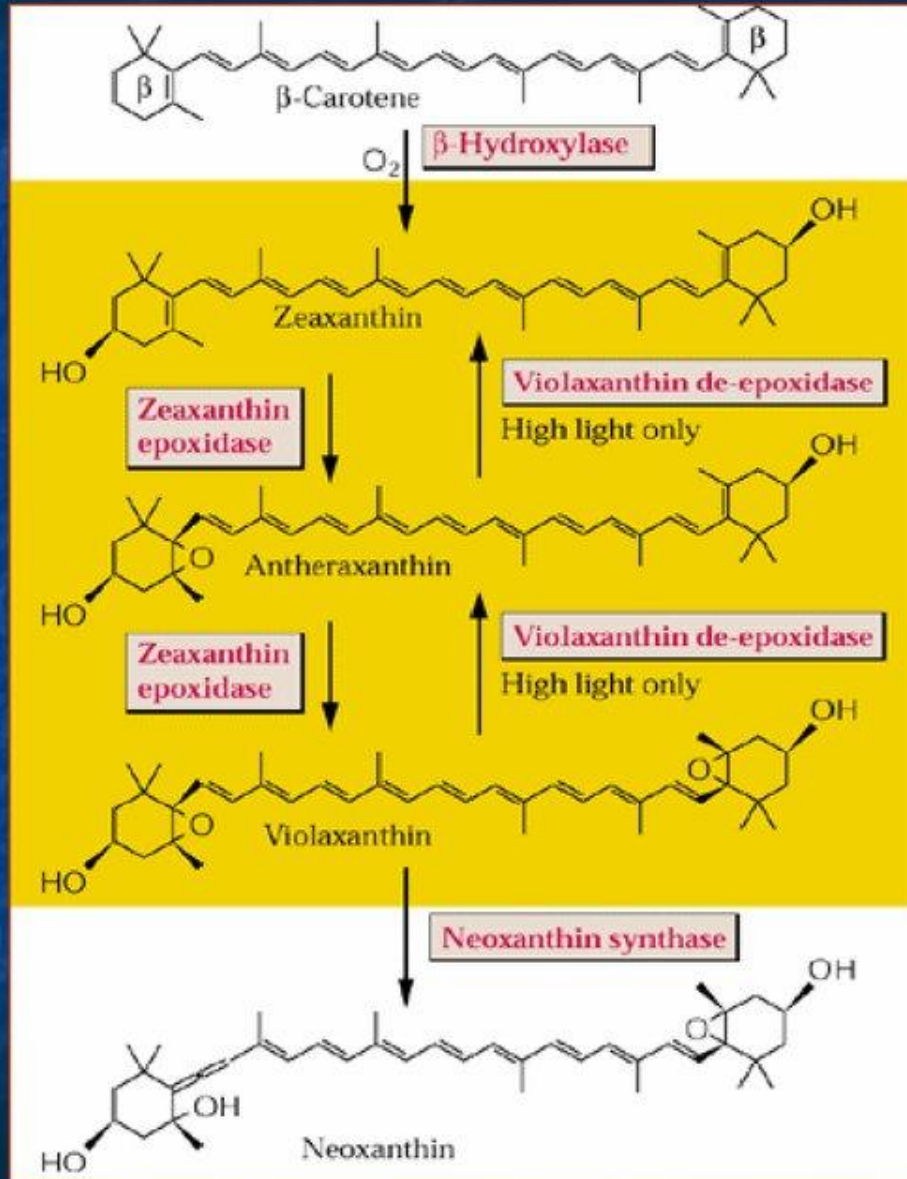 β
β
β-Carotene
O2
β-Hydroxylase
OH
Zeaxanthin
HO
Zeaxanthin
epoxidase
Violaxanthin de-epoxidase
High light only
OH
O
Antheraxanthin
HO
Zeaxanthin
epoxidase
Violaxanthin de-epoxidase
High light only
OH
O
O
Violaxanthin
HO
Neoxanthin synthase
OH
O
OH
Neoxanthin
HO